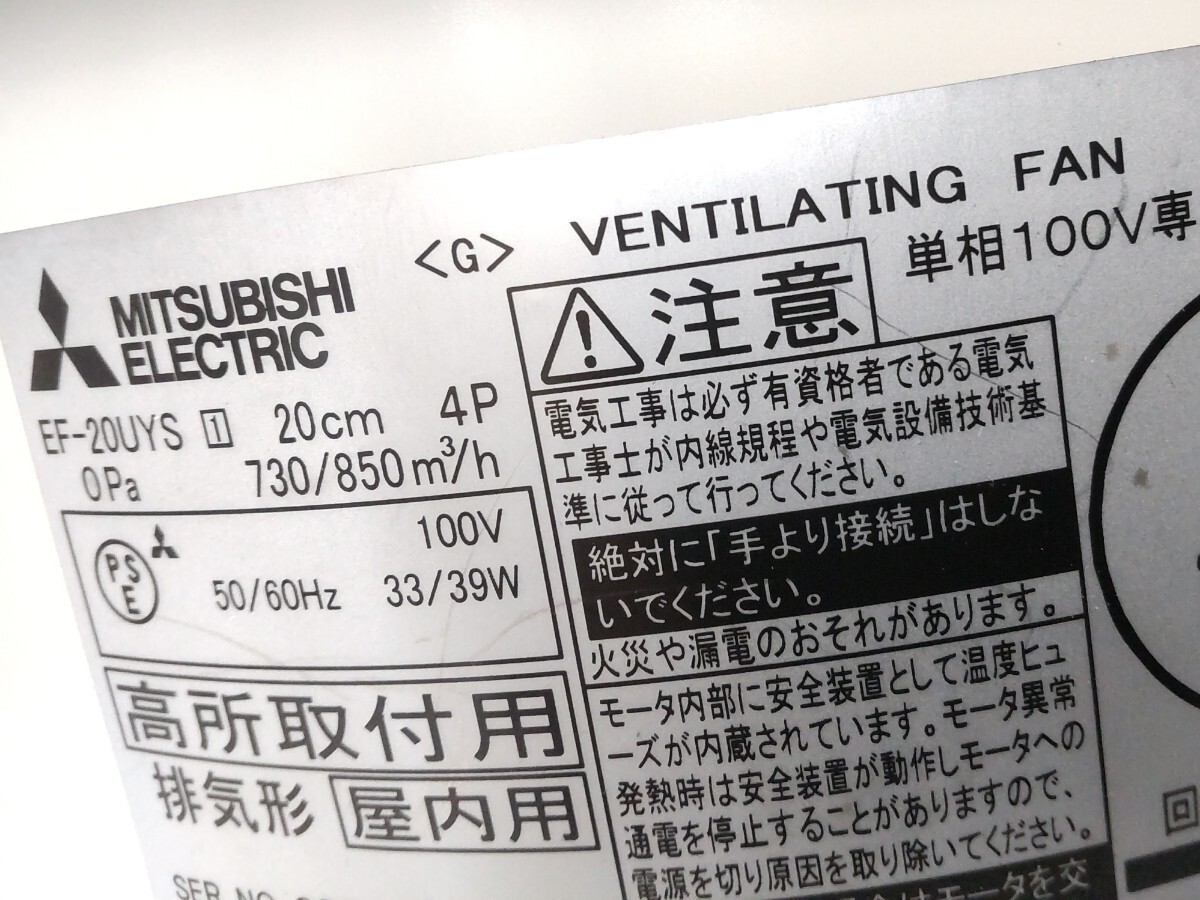 <G> VENTILATING FAN
単相100V専
MITSUBISHI
ELECTRIC
EF-20UYS 1 20cm 4P
0Pa 730/850m³/h
PSE
100V
50/60Hz 33/39W
高所取付用
排気形 屋内用
SER.NO.
注意
電気工事は必ず有資格者である電気
工事士が内線規程や電気設備技術基
準に従って行ってください。
絶対に「手より接続」はしな
いでください。
火災や漏電のおそれがあります。
モータ内部に安全装置として温度ヒュ
ーズが内蔵されています。モータ異常
発熱時は安全装置が動作しモータへの
通電を停止することがありますので、
電源を切り原因を取り除いてください。
はモータを交
回